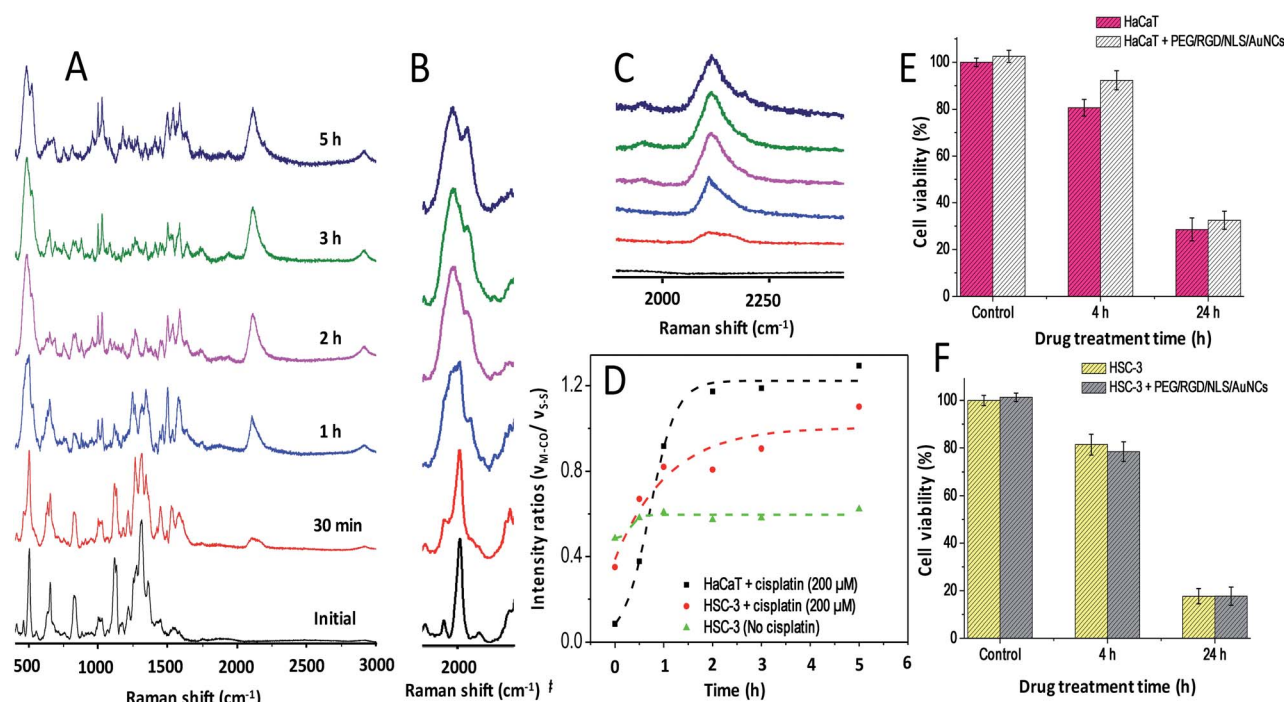 A
5 h
3 h
2 h
1 h
30 min
Initial
500 1000 1500 2000 2500 3000
Raman shift (cm-1)
B
2000
Raman shift (cm-1)
C
2000 2250
Raman shift (cm-1)
D
Intensity ratios (νM-CO/ νS-S)
1.2
0.8
0.4
0.0
HaCaT + cisplatin (200 μM)
HSC-3 + cisplatin (200 μM)
HSC-3 (No cisplatin)
0 1 2 3 4 5 6
Time (h)
HaCaT
HaCaT + PEG/RGD/NLS/AuNCs
E
Cell viability (%)
100
80
60
40
20
0
Control 4 h 24 h
Drug treatment time (h)
F
HSC-3
HSC-3 + PEG/RGD/NLS/AuNCs
Cell viability (%)
100
80
60
40
20
0
Control 4 h 24 h
Drug treatment time (h)